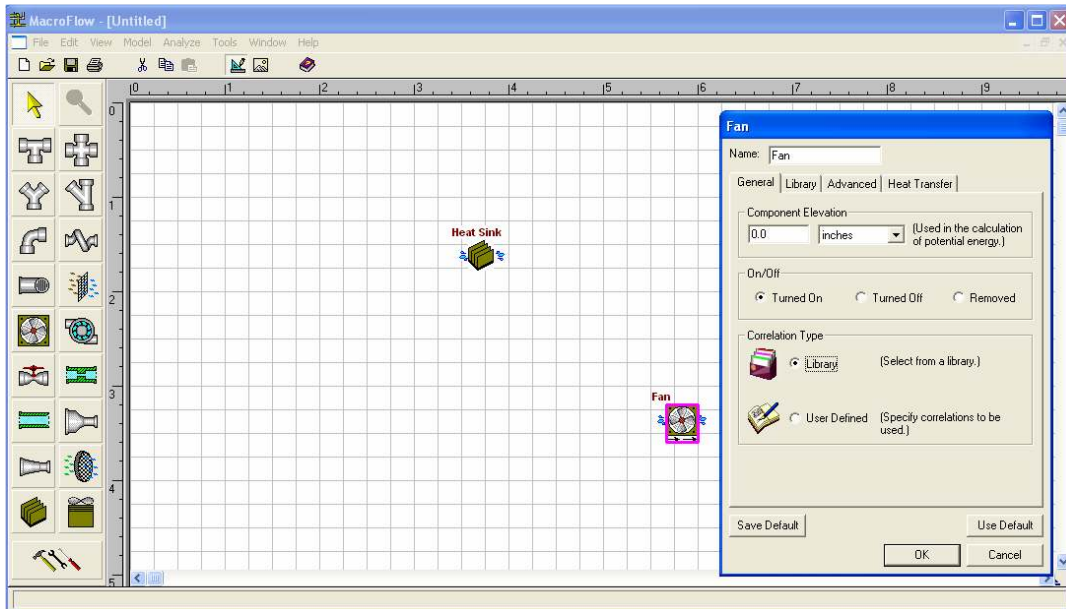 MacroFlow - [Untitled]
File Edit View Model Analyze Tools Window Help
0 1 2 3 4 5 6 7 8 9
0
1
2
3
4
5
Heat Sink
Fan
Fan
Name: Fan
General Library Advanced Heat Transfer
Component Elevation
0.0 inches (Used in the calculation
of potential energy.)
On/Off
Turned On Turned Off Removed
Correlation Type
Library (Select from a library.)
User Defined (Specify correlations to be
used.)
Save Default Use Default
OK Cancel